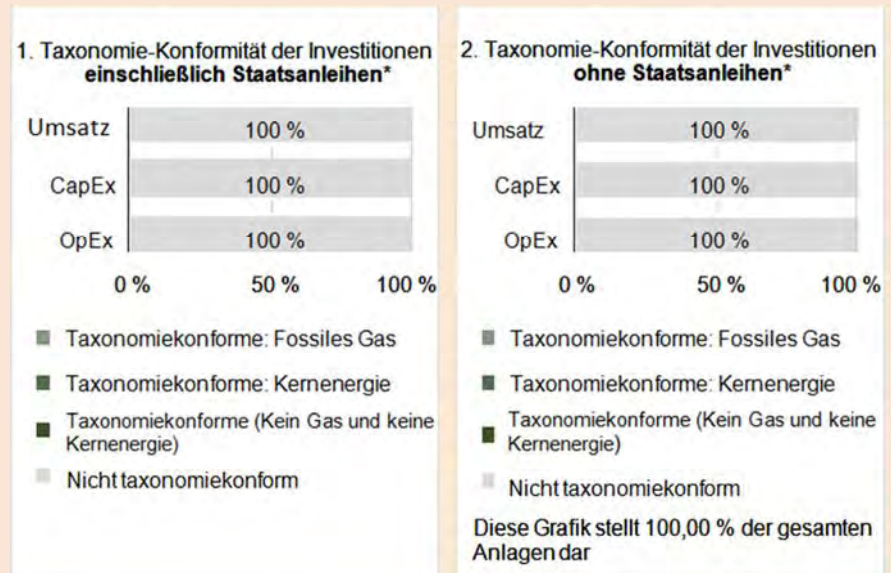 1. Taxonomie-Konformität der Investitionen
einschließlich Staatsanleihen*
Umsatz 100 %
CapEx 100 %
OpEx 100 %
0 % 50 % 100 %
Taxonomiekonforme: Fossiles Gas
Taxonomiekonforme: Kernenergie
Taxonomiekonforme (Kein Gas und keine
Kernenergie)
Nicht taxonomiekonform
2. Taxonomie-Konformität der Investitionen
ohne Staatsanleihen*
Umsatz 100 %
CapEx 100 %
OpEx 100 %
0 % 50 % 100 %
Taxonomiekonforme: Fossiles Gas
Taxonomiekonforme: Kernenergie
Taxonomiekonforme (Kein Gas und keine
Kernenergie)
Nicht taxonomiekonform
Diese Grafik stellt 100,00 % der gesamten
Anlagen dar